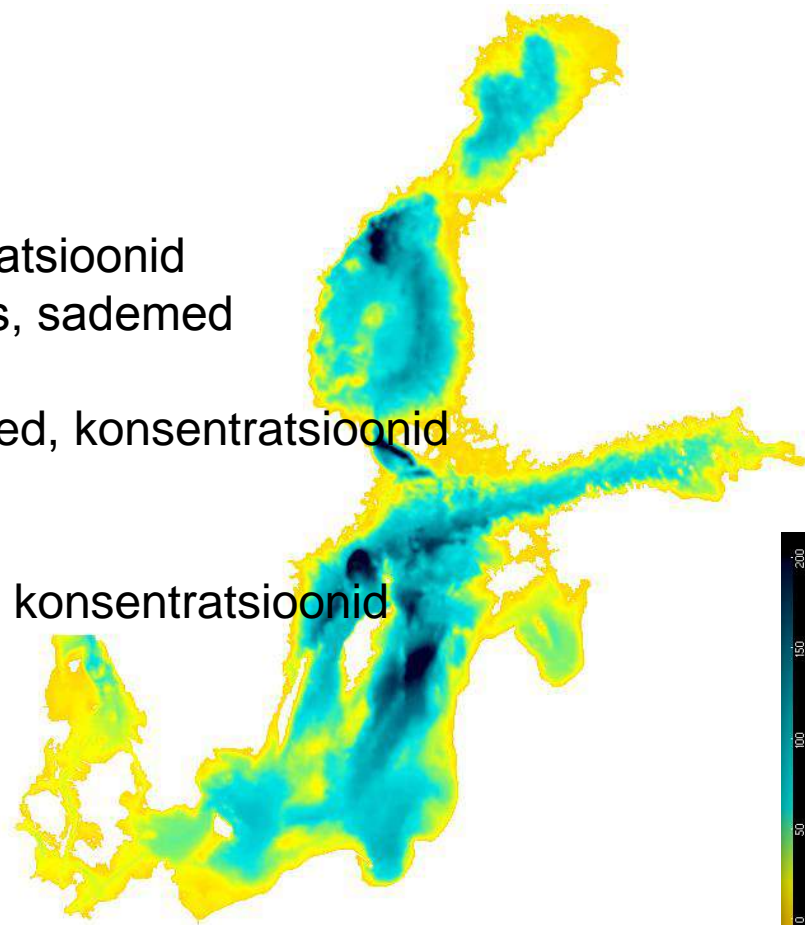 atsioonid
s, sademed
ed, konsentratsioonid
konsentratsioonid
200
150
100
50
0